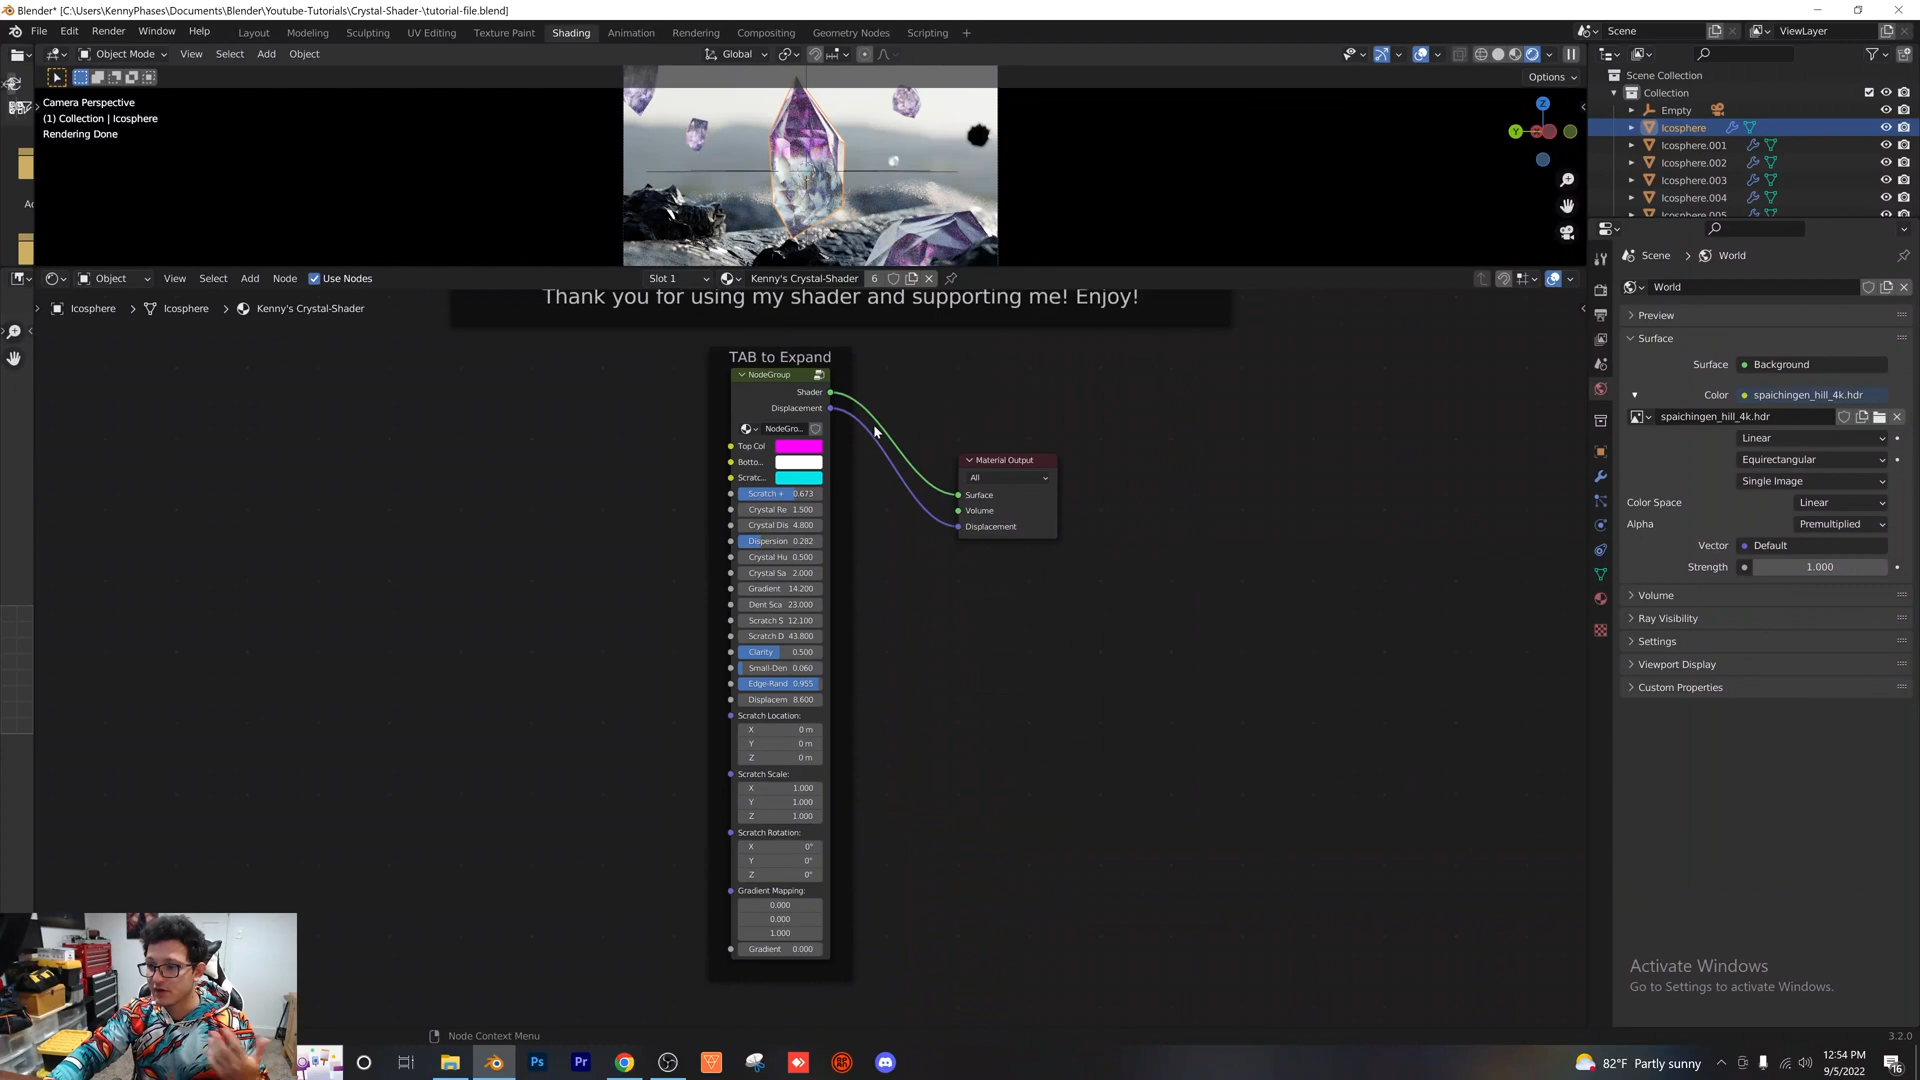 Blender* [C:\Users\KennyPhases\Documents\Blender\Youtube-Tutorials\Crystal-Shader-\tutorial-file.blend]
File Edit Render Window Help Layout Modeling Sculpting UV Editing Texture Paint Shading Animation Rendering Compositing Geometry Nodes Scripting + Scene ViewLayer
Object Mode View Select Add Object Global
Options
Camera Perspective
(1) Collection | Icosphere
Rendering Done
Z
Y
Scene Collection
Collection
Empty
Icosphere
Icosphere.001
Icosphere.002
Icosphere.003
Icosphere.004
Icosphere.005
Object View Select Add Node Use Nodes Slot 1 Kenny's Crystal-Shader 6
Thank you for using my shader and supporting me! Enjoy!
Icosphere > Icosphere > Kenny's Crystal-Shader
TAB to Expand
NodeGroup
Shader
Displacement
NodeGro...
Top Col
Botto...
Scratc...
Scratch + 0.673
Crystal Re 1.500
Crystal Dis 4.800
Dispersion 0.282
Crystal Hu 0.500
Crystal Sa 2.000
Gradient 14.200
Dent Sca 23.000
Scratch S 12.100
Scratch D 43.800
Clarity 0.500
Small-Den 0.060
Edge-Rand 0.955
Displacem 8.600
Scratch Location:
X 0 m
Y 0 m
Z 0 m
Scratch Scale:
X 1.000
Y 1.000
Z 1.000
Scratch Rotation:
X 0°
Y 0°
Z 0°
Gradient Mapping:
0.000
0.000
1.000
Gradient 0.000
Material Output
All
Surface
Volume
Displacement
Scene > World
World
Preview
Surface
Surface Background
Color spaichingen_hill_4k.hdr
spaichingen_hill_4k.hdr
Linear
Equirectangular
Single Image
Color Space Linear
Alpha Premultiplied
Vector Default
Strength 1.000
Volume
Ray Visibility
Settings
Viewport Display
Custom Properties
Activate Windows
Go to Settings to activate Windows.
Node Context Menu
3.2.0
Ps
Pr
82°F Partly sunny
12:54 PM
9/5/2022
16